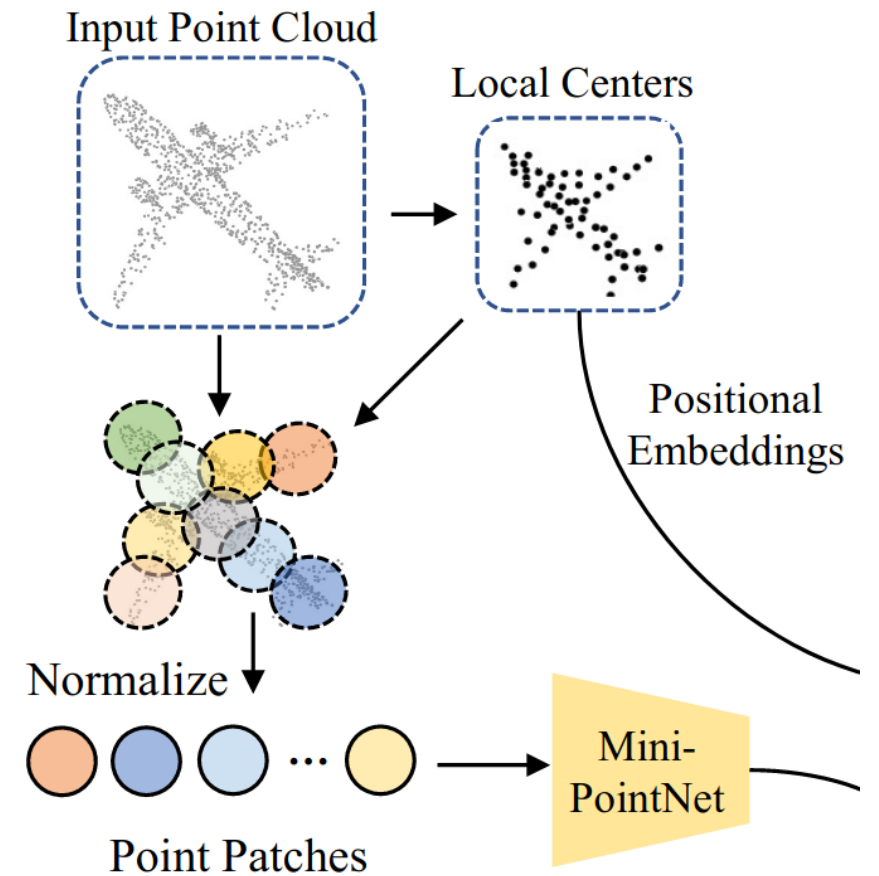 Input Point Cloud
Local Centers
Positional
Embeddings
Normalize
...
Mini-
PointNet
Point Patches